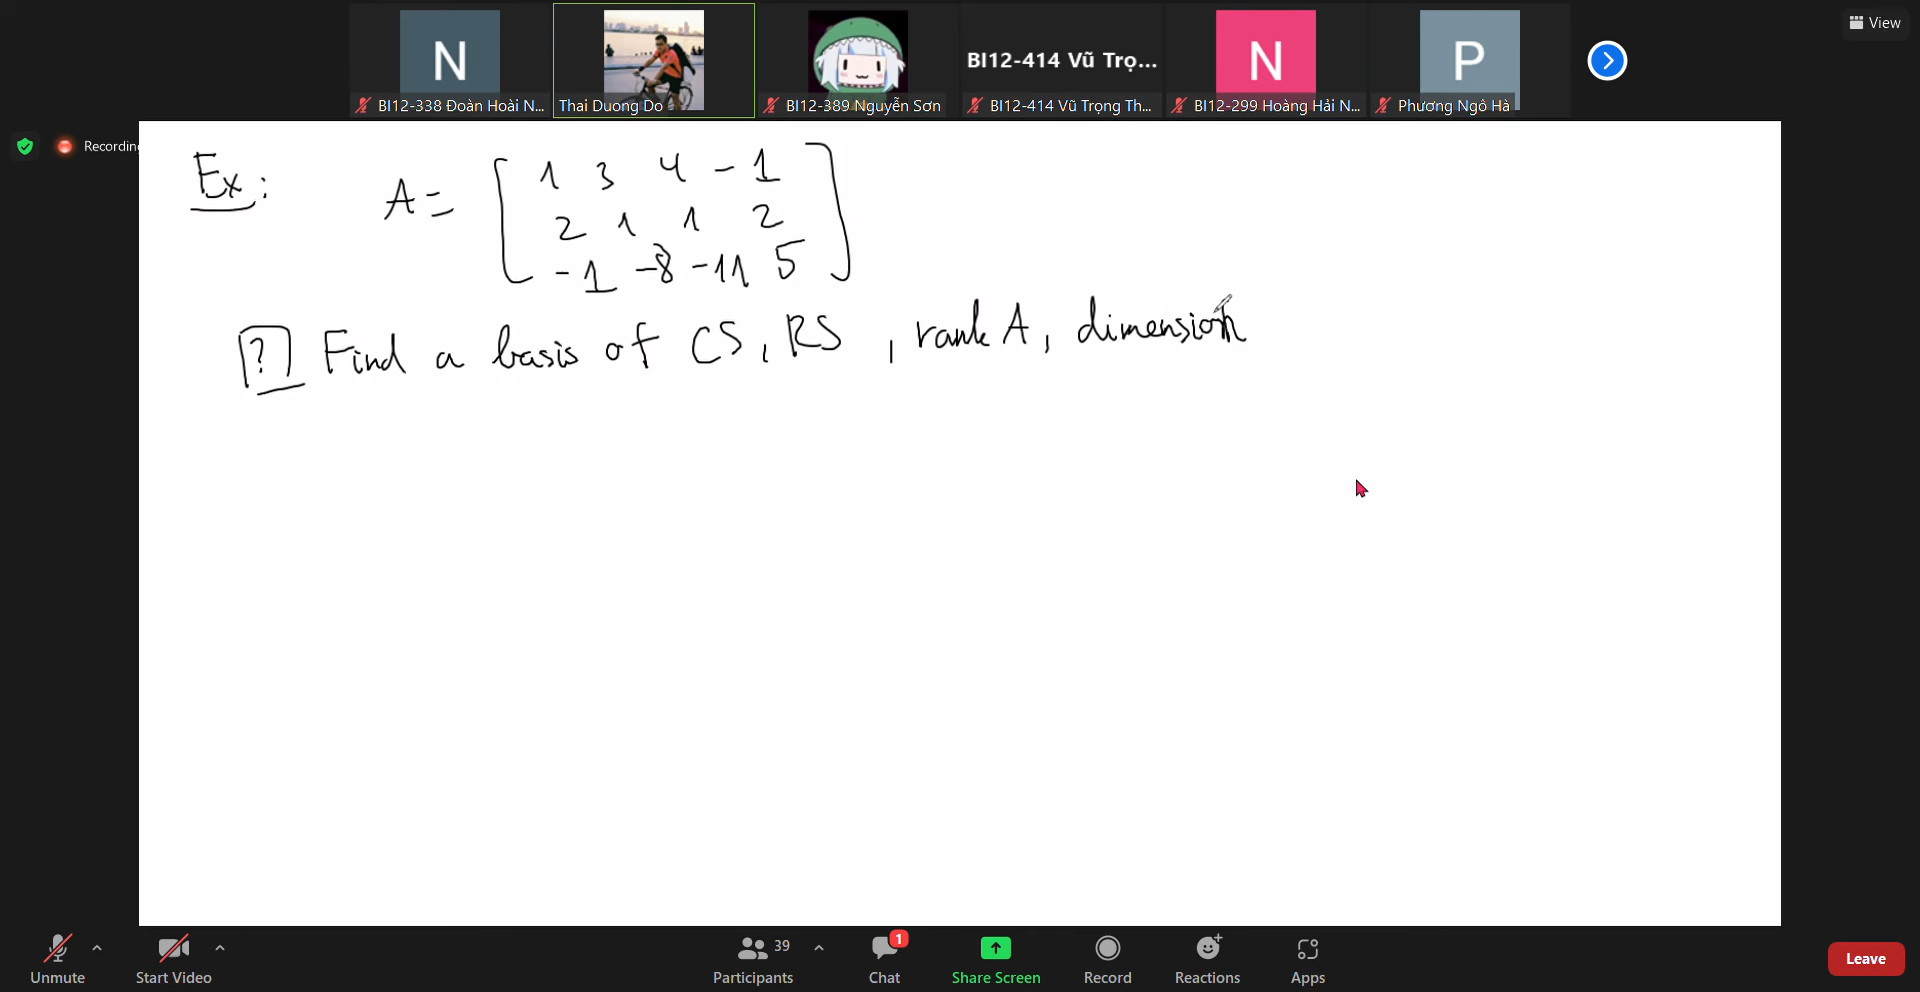 View
N
BI12-338 Đoàn Hoài N...
Thai Duong Do
BI12-389 Nguyễn Sơn
BI12-414 Vũ Trọ...
BI12-414 Vũ Trọng Th...
N
BI12-299 Hoàng Hải N...
P
Phương Ngô Hà
Recording
Ex: A = [ 1 3 4 -1
2 1 1 2
-1 -8 -11 5 ]
? Find a basis of CS, RS, rank A, dimension
Unmute
Start Video
Participants 39
Chat 1
Share Screen
Record
Reactions
Apps
Leave